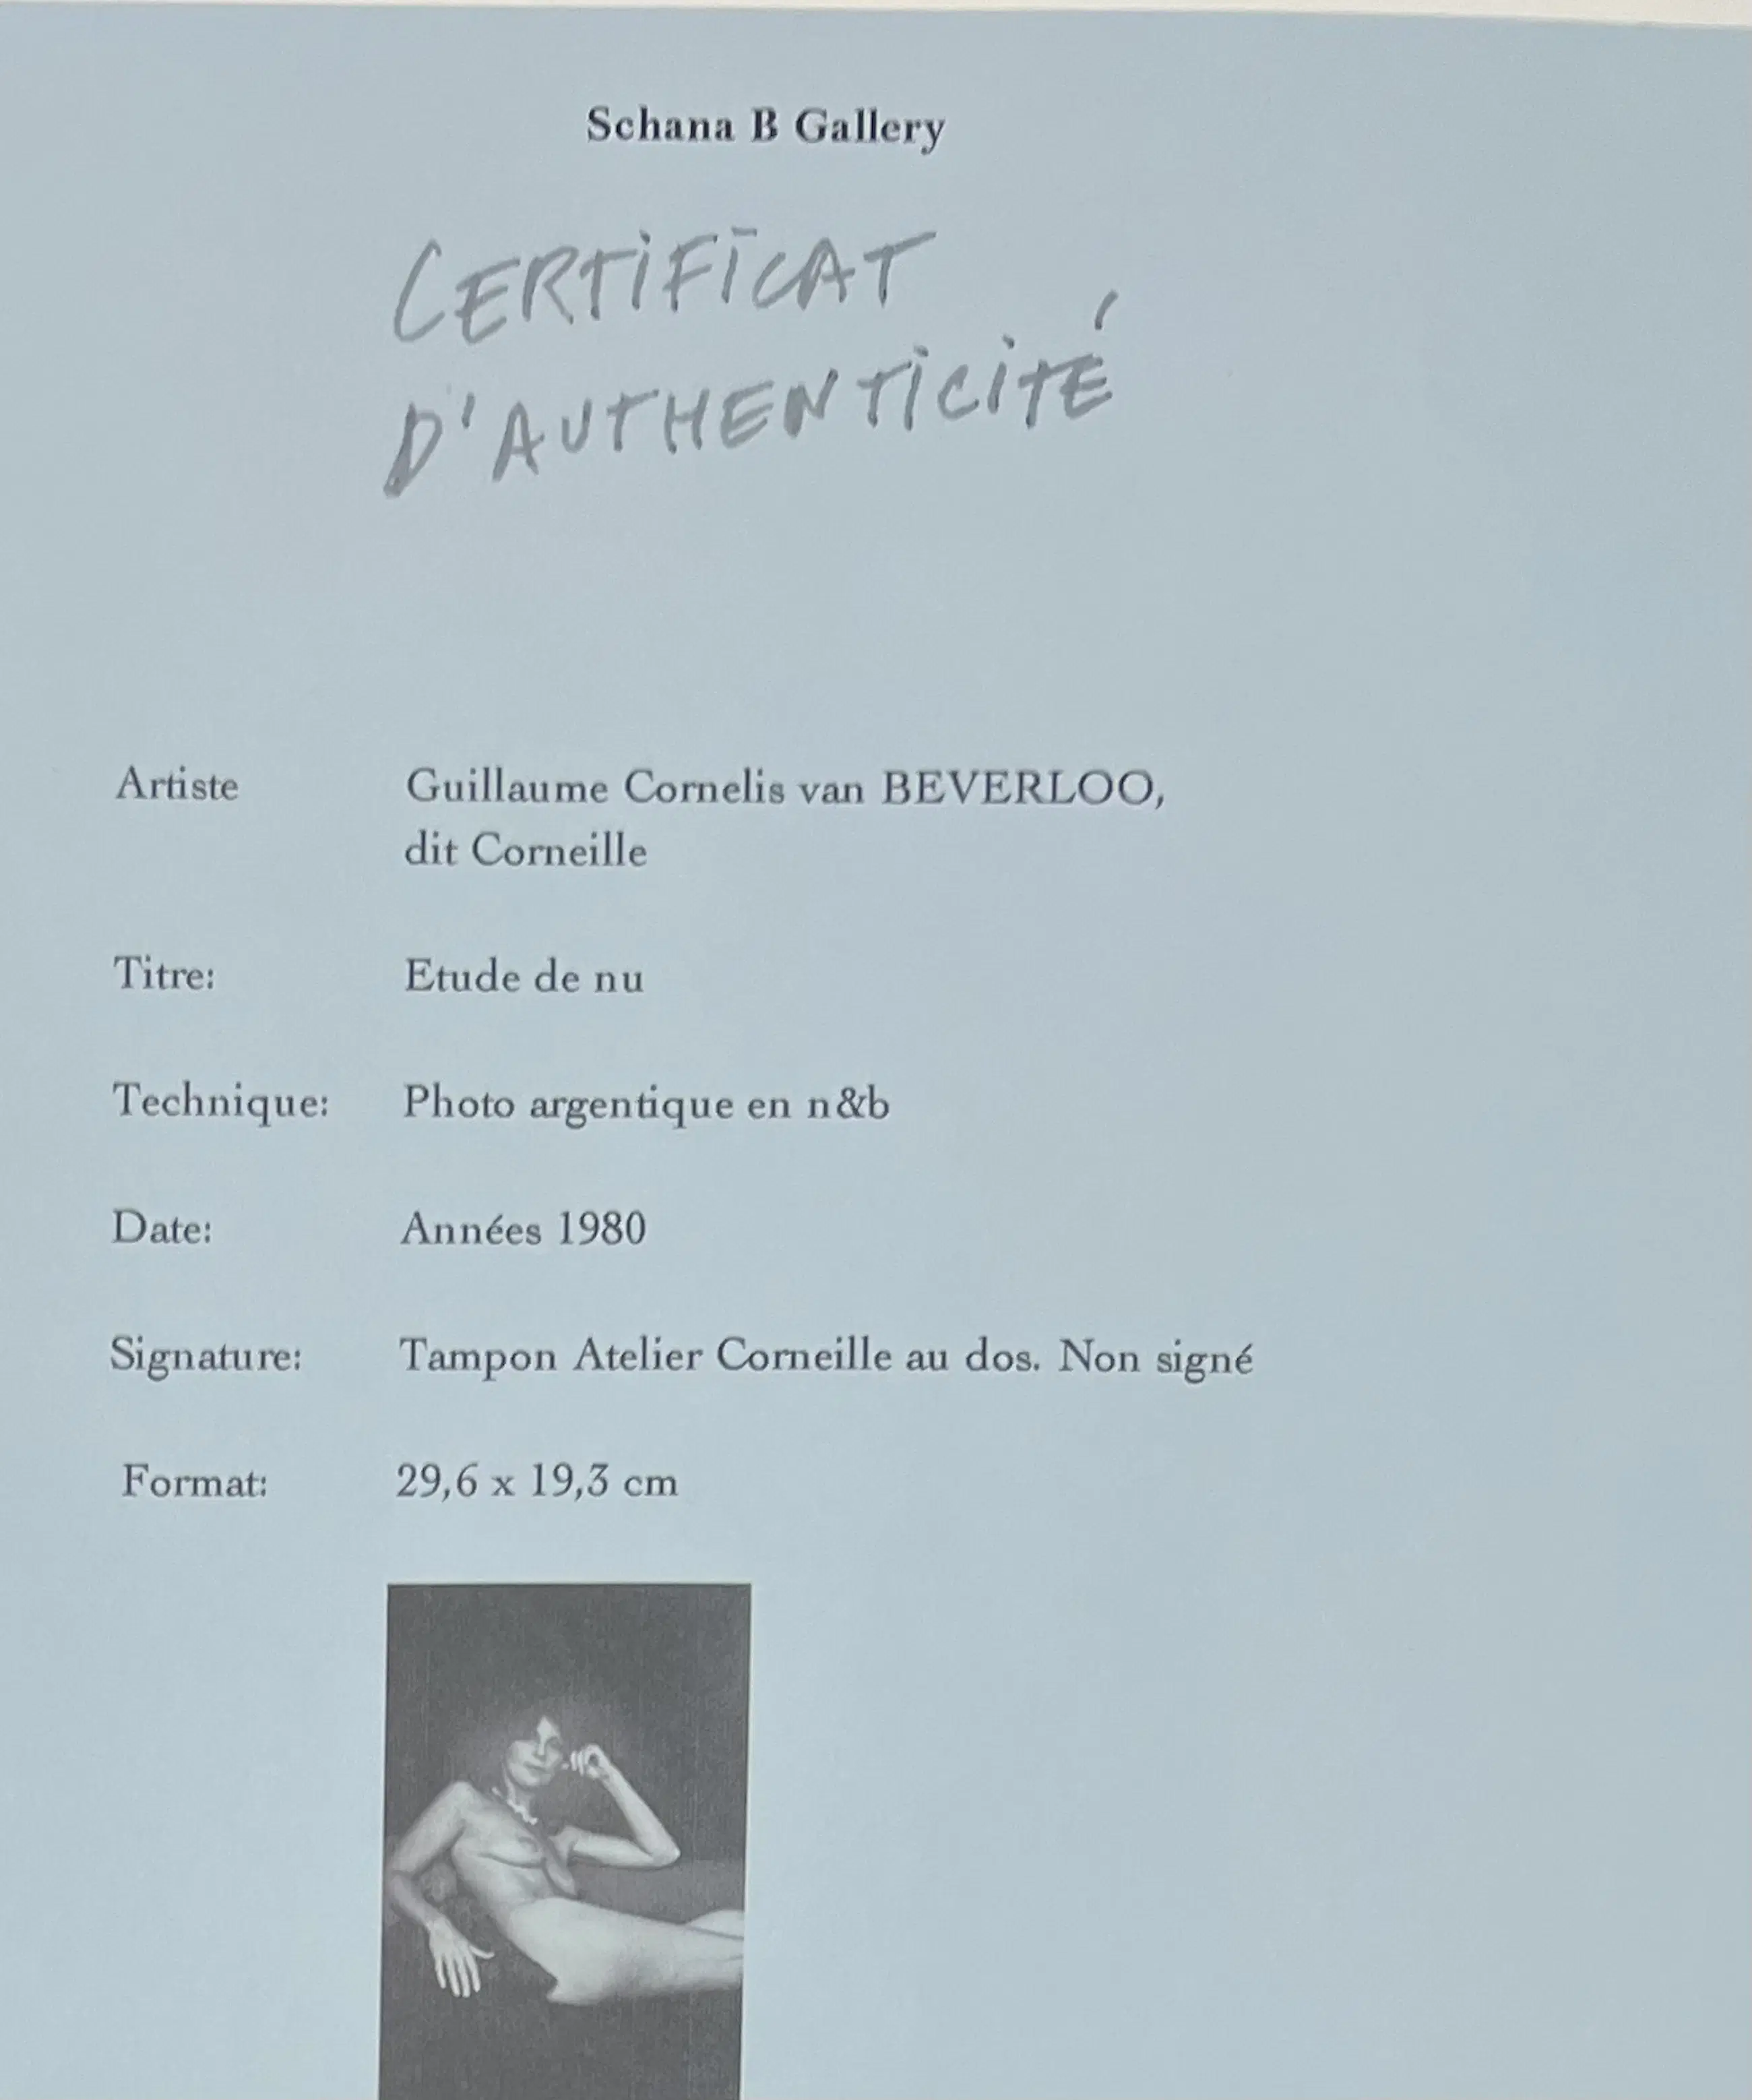 Schana B Gallery
CERTIFICAT
D'AUTHENTICITÉ
Artiste Guillaume Cornelis van BEVERLOO,
dit Corneille
Titre: Etude de nu
Technique: Photo argentique en n&b
Date: Années 1980
Signature: Tampon Atelier Corneille au dos. Non signé
Format: 29,6 x 19,3 cm